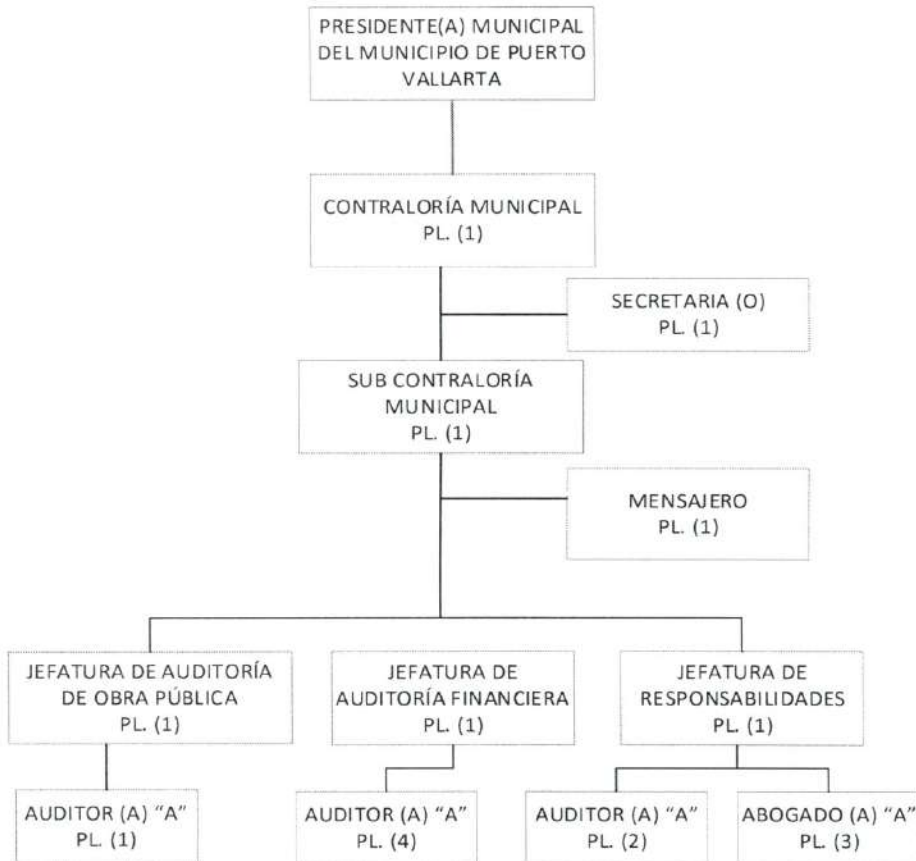 PRESIDENTE(A) MUNICIPAL
DEL MUNICIPIO DE PUERTO
VALLARTA
CONTRALORÍA MUNICIPAL
PL. (1)
SECRETARIA (O)
PL. (1)
SUB CONTRALORÍA
MUNICIPAL
PL. (1)
MENSAJERO
PL. (1)
JEFATURA DE AUDITORÍA
DE OBRA PÚBLICA
PL. (1)
JEFATURA DE
AUDITORÍA FINANCIERA
PL. (1)
JEFATURA DE
RESPONSABILIDADES
PL. (1)
AUDITOR (A) “A”
PL. (1)
AUDITOR (A) “A”
PL. (4)
AUDITOR (A) “A”
PL. (2)
ABOGADO (A) “A”
PL. (3)